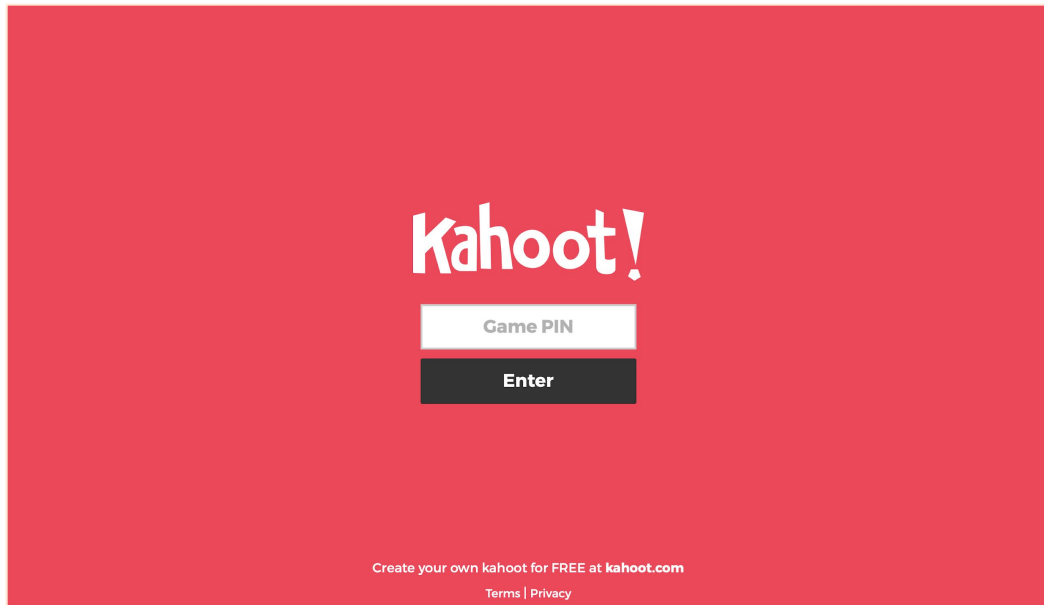 Kahoot!
Game PIN
Enter
Create your own kahoot for FREE at kahoot.com
Terms | Privacy